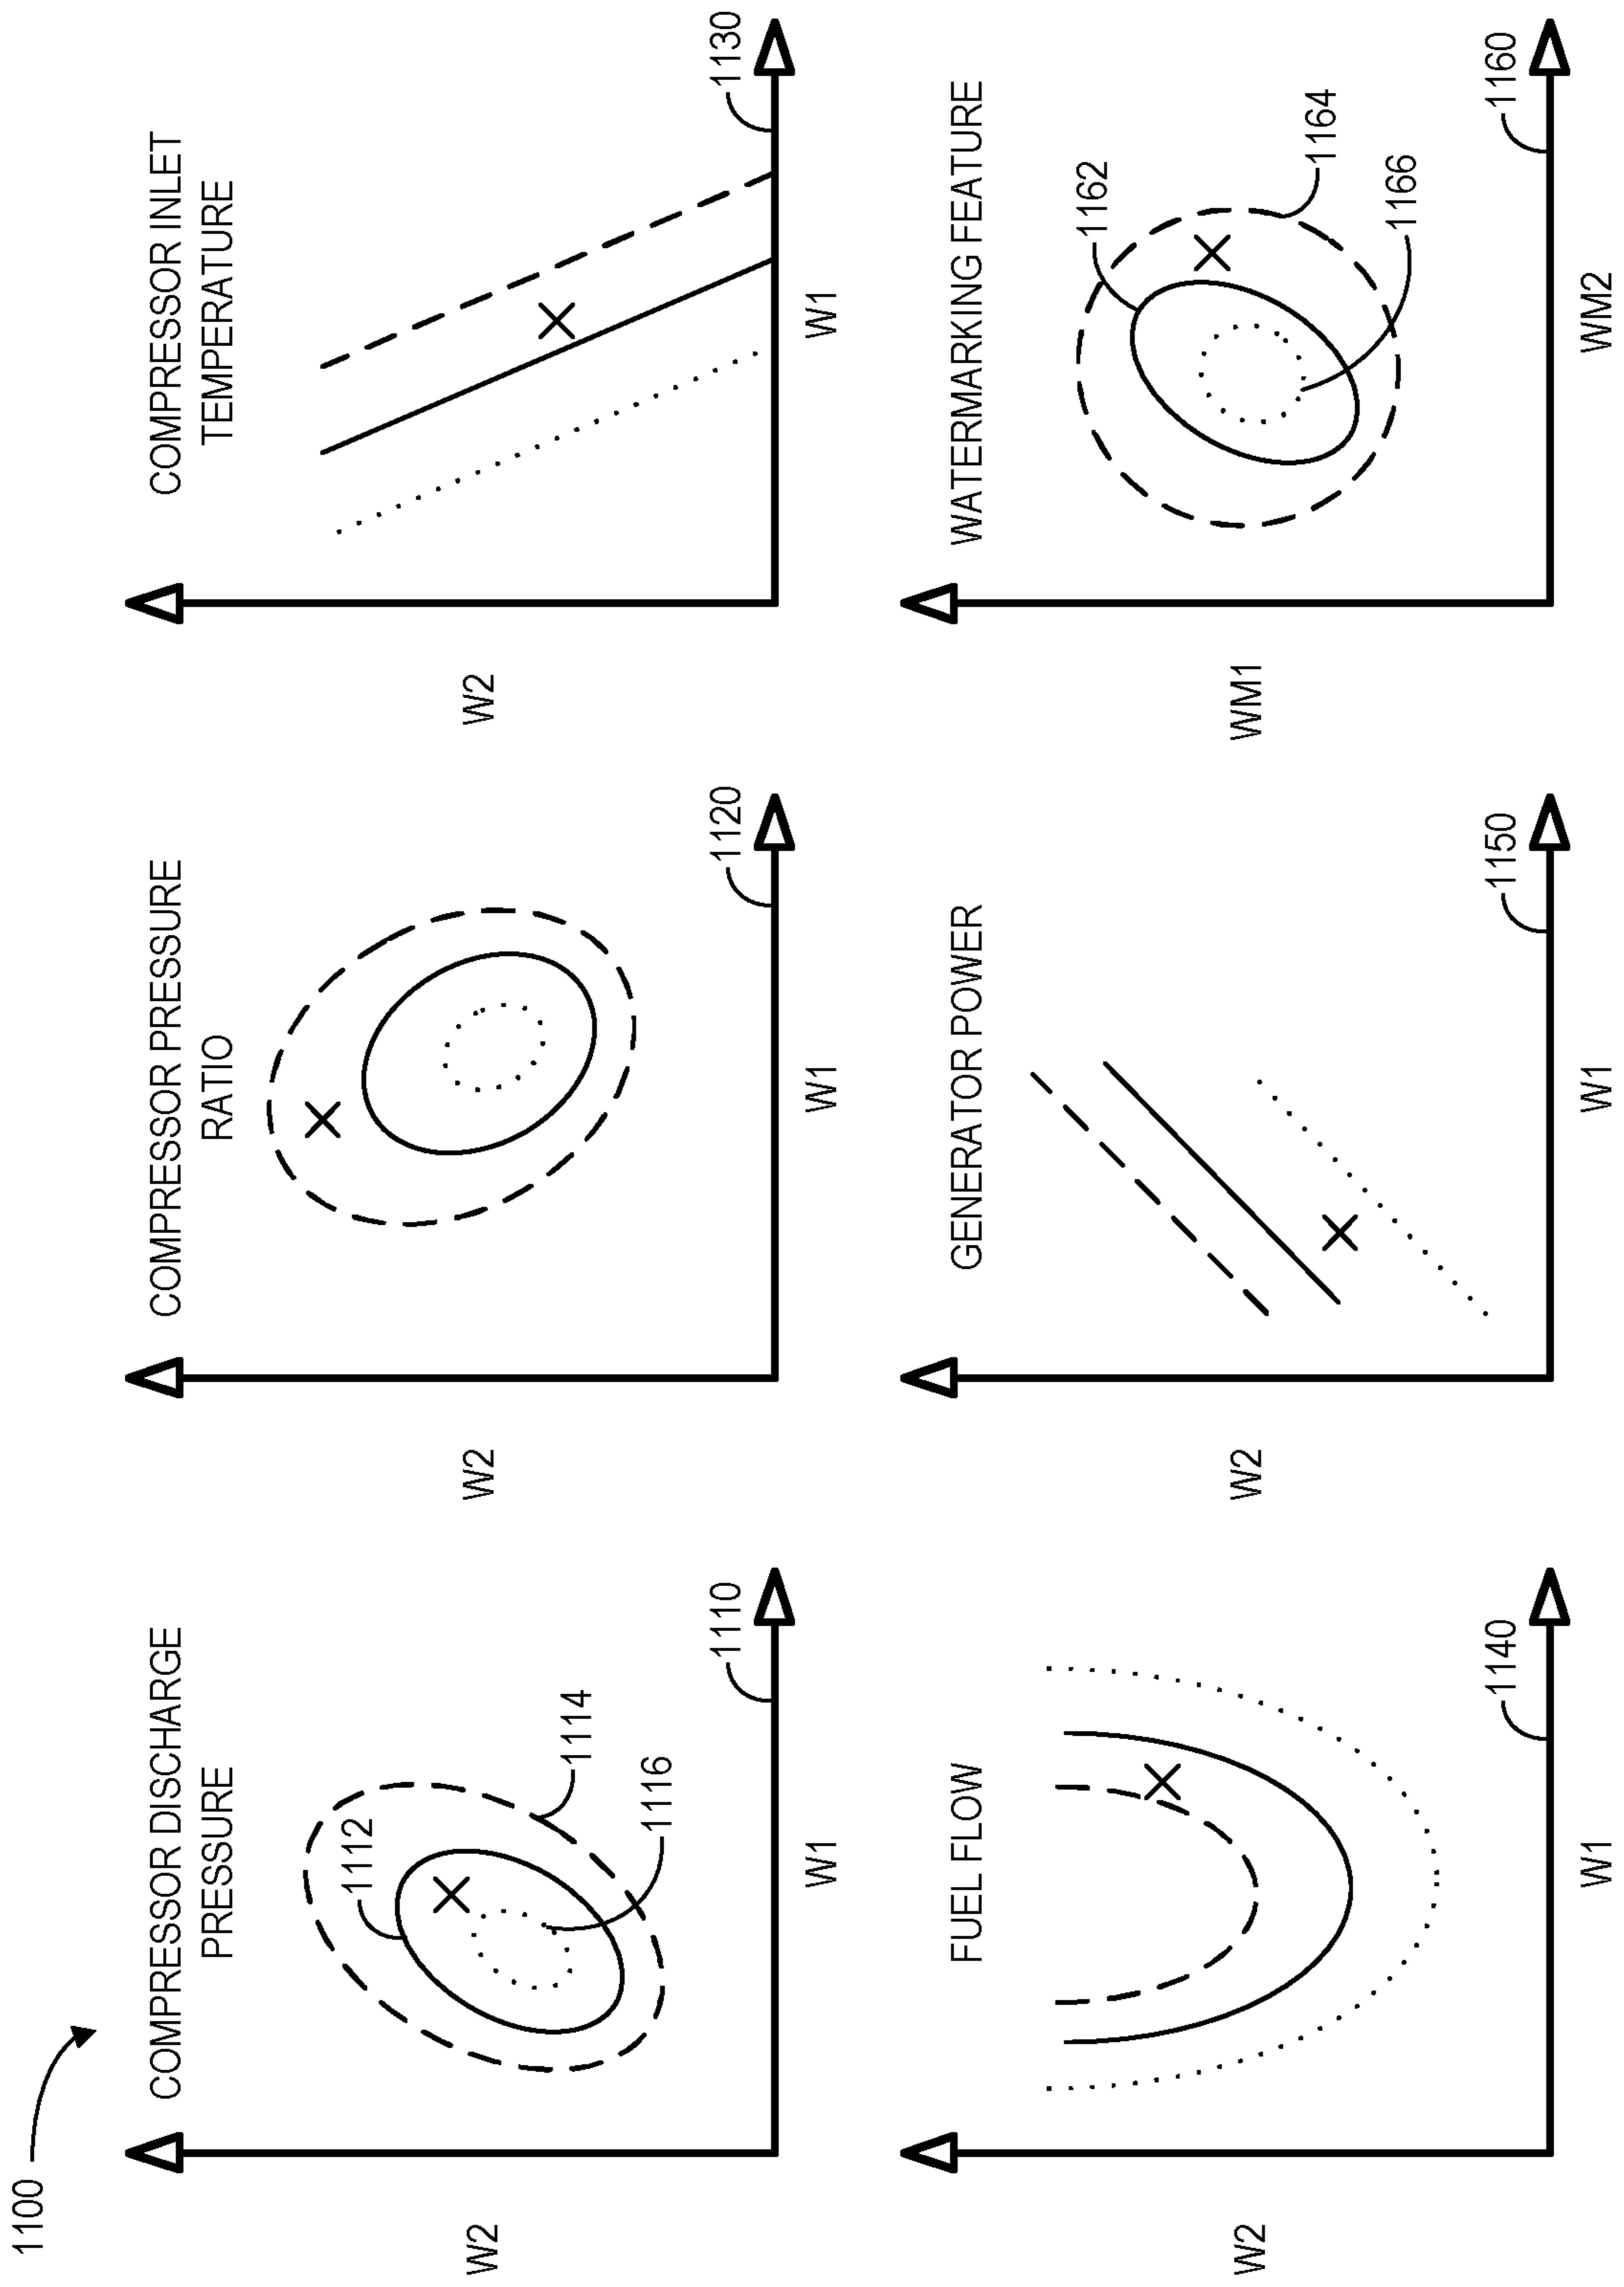 1100
COMPRESSOR DISCHARGE
PRESSURE
1112
1114
1116
1110
W2
W1
COMPRESSOR PRESSURE
RATIO
1120
W2
W1
COMPRESSOR INLET
TEMPERATURE
1130
W2
W1
FUEL FLOW
1140
W2
W1
GENERATOR POWER
1150
W2
W1
WATERMARKING FEATURE
1162
1164
1166
1160
WM1
WM2